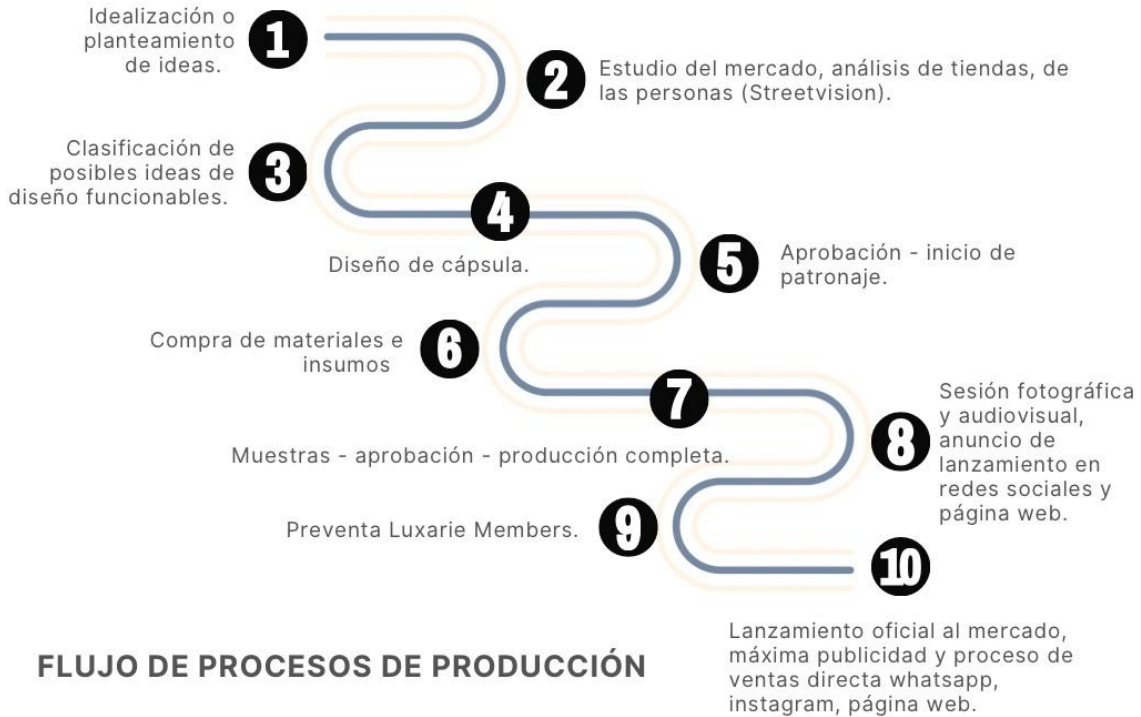 Idealización o
planteamiento
de ideas.
1
2
Estudio del mercado, análisis de tiendas, de
las personas (Streetvision).
Clasificación de
posibles ideas de
diseño funcionables.
3
4
Diseño de cápsula.
5
Aprobación - inicio de
patronaje.
Compra de materiales e
insumos
6
7
Muestras - aprobación - producción completa.
8
Sesión fotográfica
y audiovisual,
anuncio de
lanzamiento en
redes sociales y
página web.
Preventa Luxarie Members.
9
10
Lanzamiento oficial al mercado,
máxima publicidad y proceso de
ventas directa whatsapp,
instagram, página web.
FLUJO DE PROCESOS DE PRODUCCIÓN